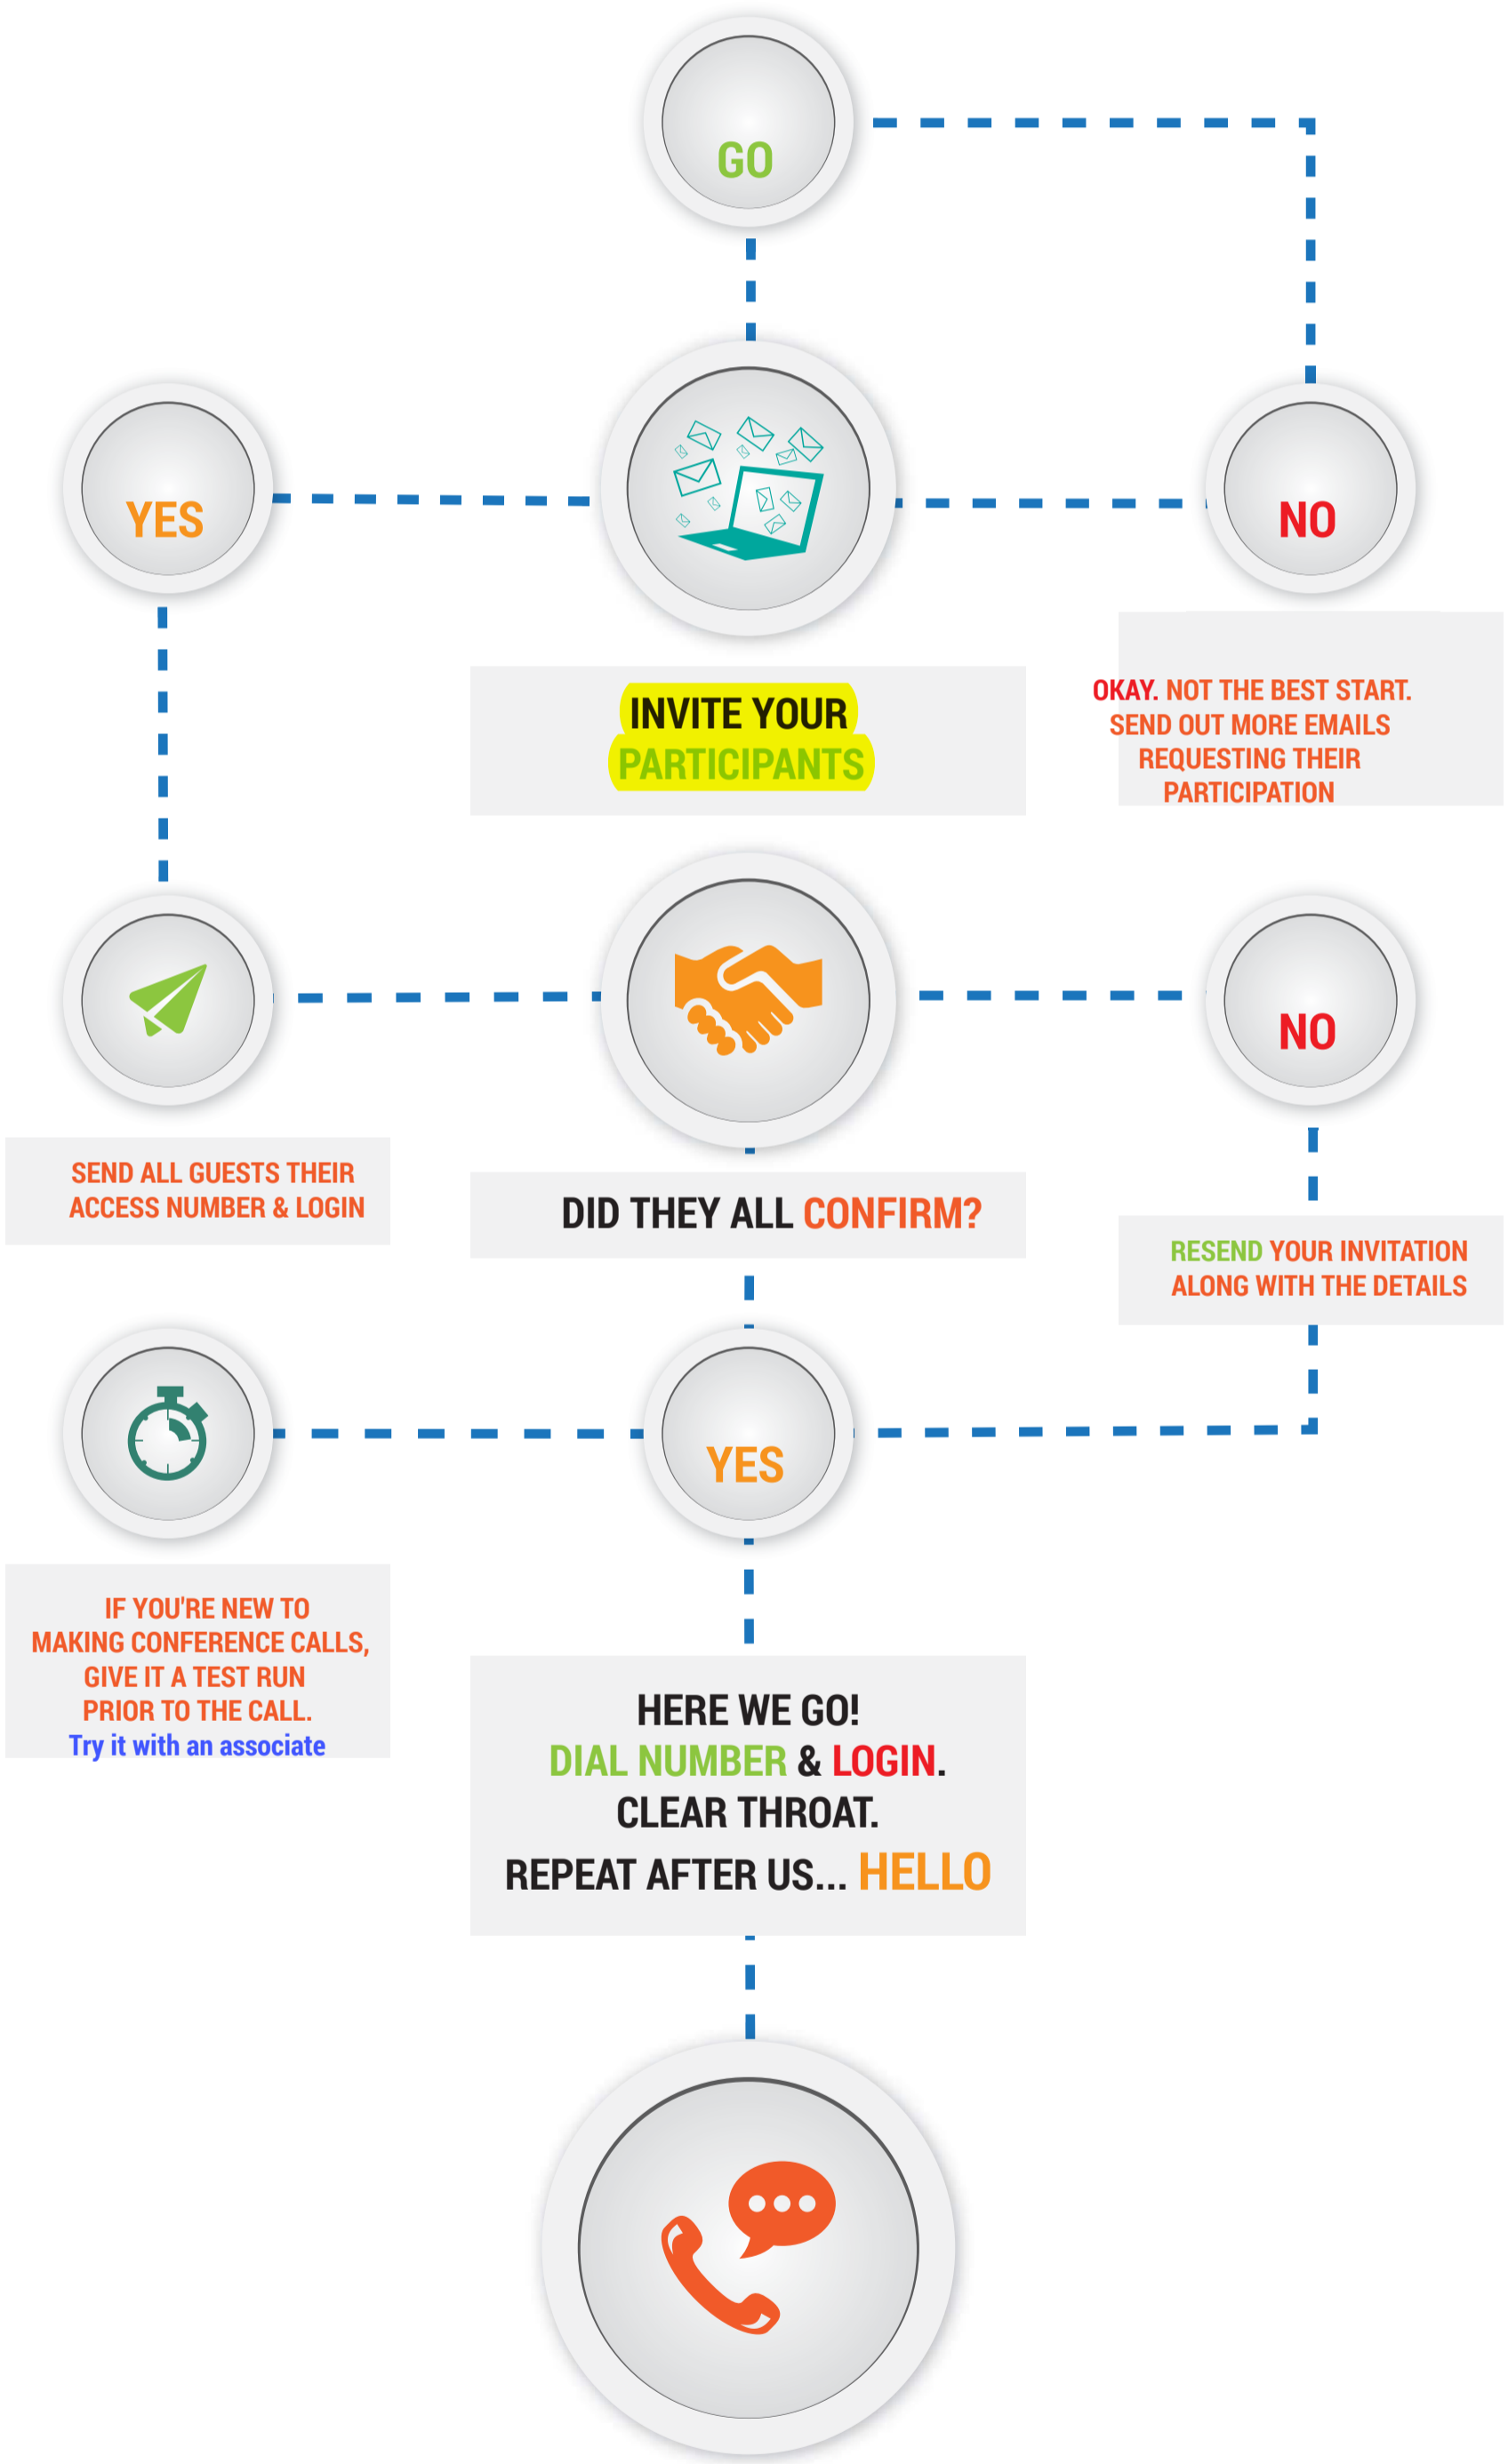 GO
YES
NO
INVITE YOUR
PARTICIPANTS
OKAY. NOT THE BEST START.
SEND OUT MORE EMAILS
REQUESTING THEIR
PARTICIPATION
NO
SEND ALL GUESTS THEIR
ACCESS NUMBER & LOGIN
DID THEY ALL CONFIRM?
RESEND YOUR INVITATION
ALONG WITH THE DETAILS
YES
IF YOU'RE NEW TO
MAKING CONFERENCE CALLS,
GIVE IT A TEST RUN
PRIOR TO THE CALL.
Try it with an associate
HERE WE GO!
DIAL NUMBER & LOGIN.
CLEAR THROAT.
REPEAT AFTER US... HELLO